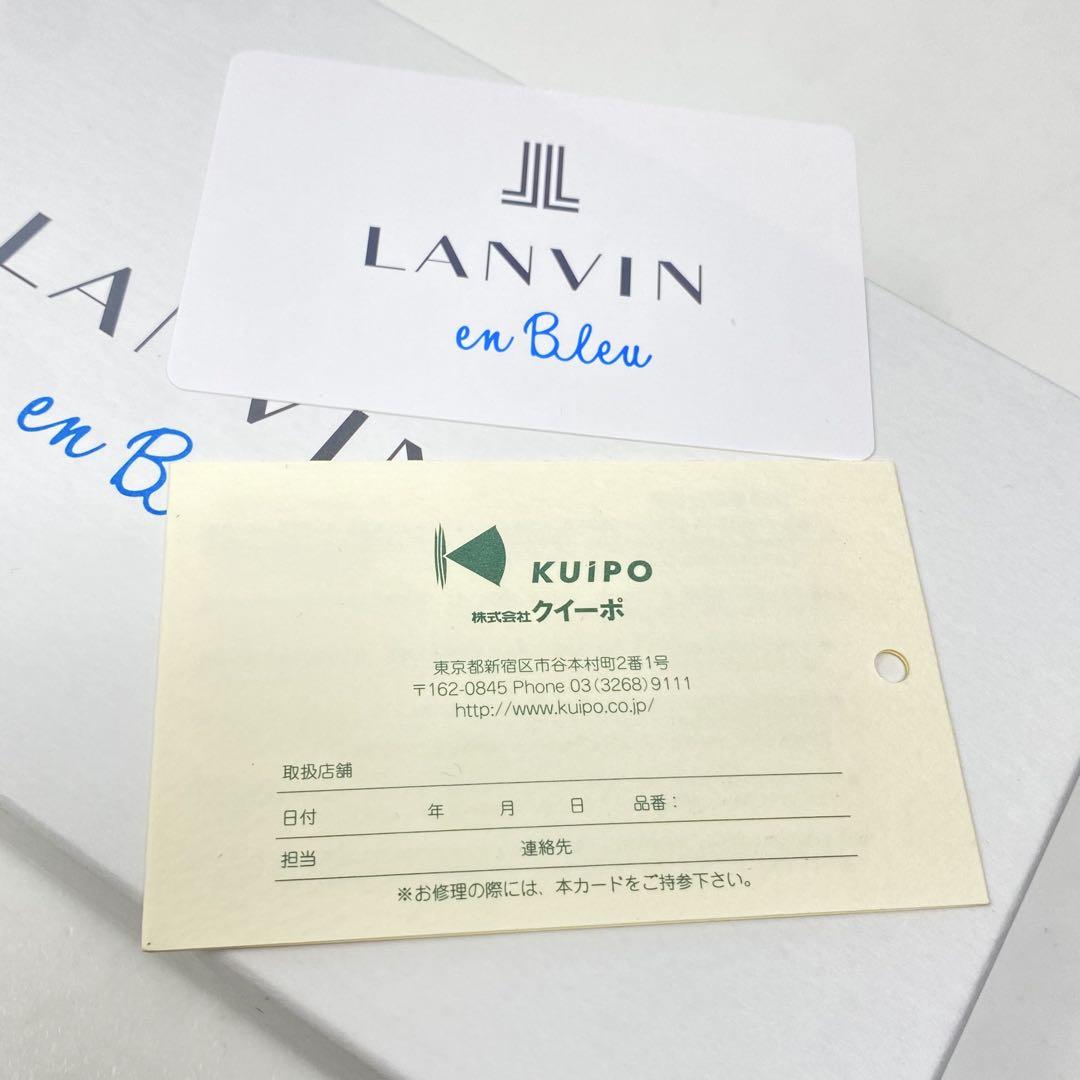 LANVIN
en Bleu
LANVIN
en Bl
KUiPO
株式会社クイーポ
東京都新宿区市谷本村町2番1号
〒162-0845 Phone 03(3268)9111
http://www.kuipo.co.jp/
取扱店舗
日付 年 月 日 品番：
担当 連絡先
※お修理の際には、本カードをご持参下さい。